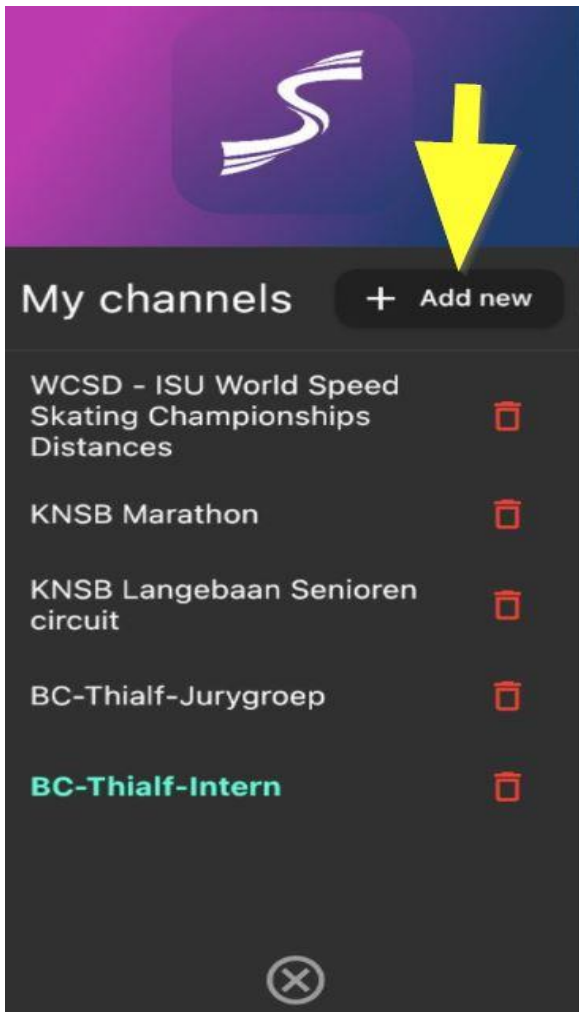 My channels
+ Add new
WCSD - ISU World Speed
Skating Championships
Distances
KNSB Marathon
KNSB Langebaan Senioren
circuit
BC-Thialf-Jurygroep
BC-Thialf-Intern